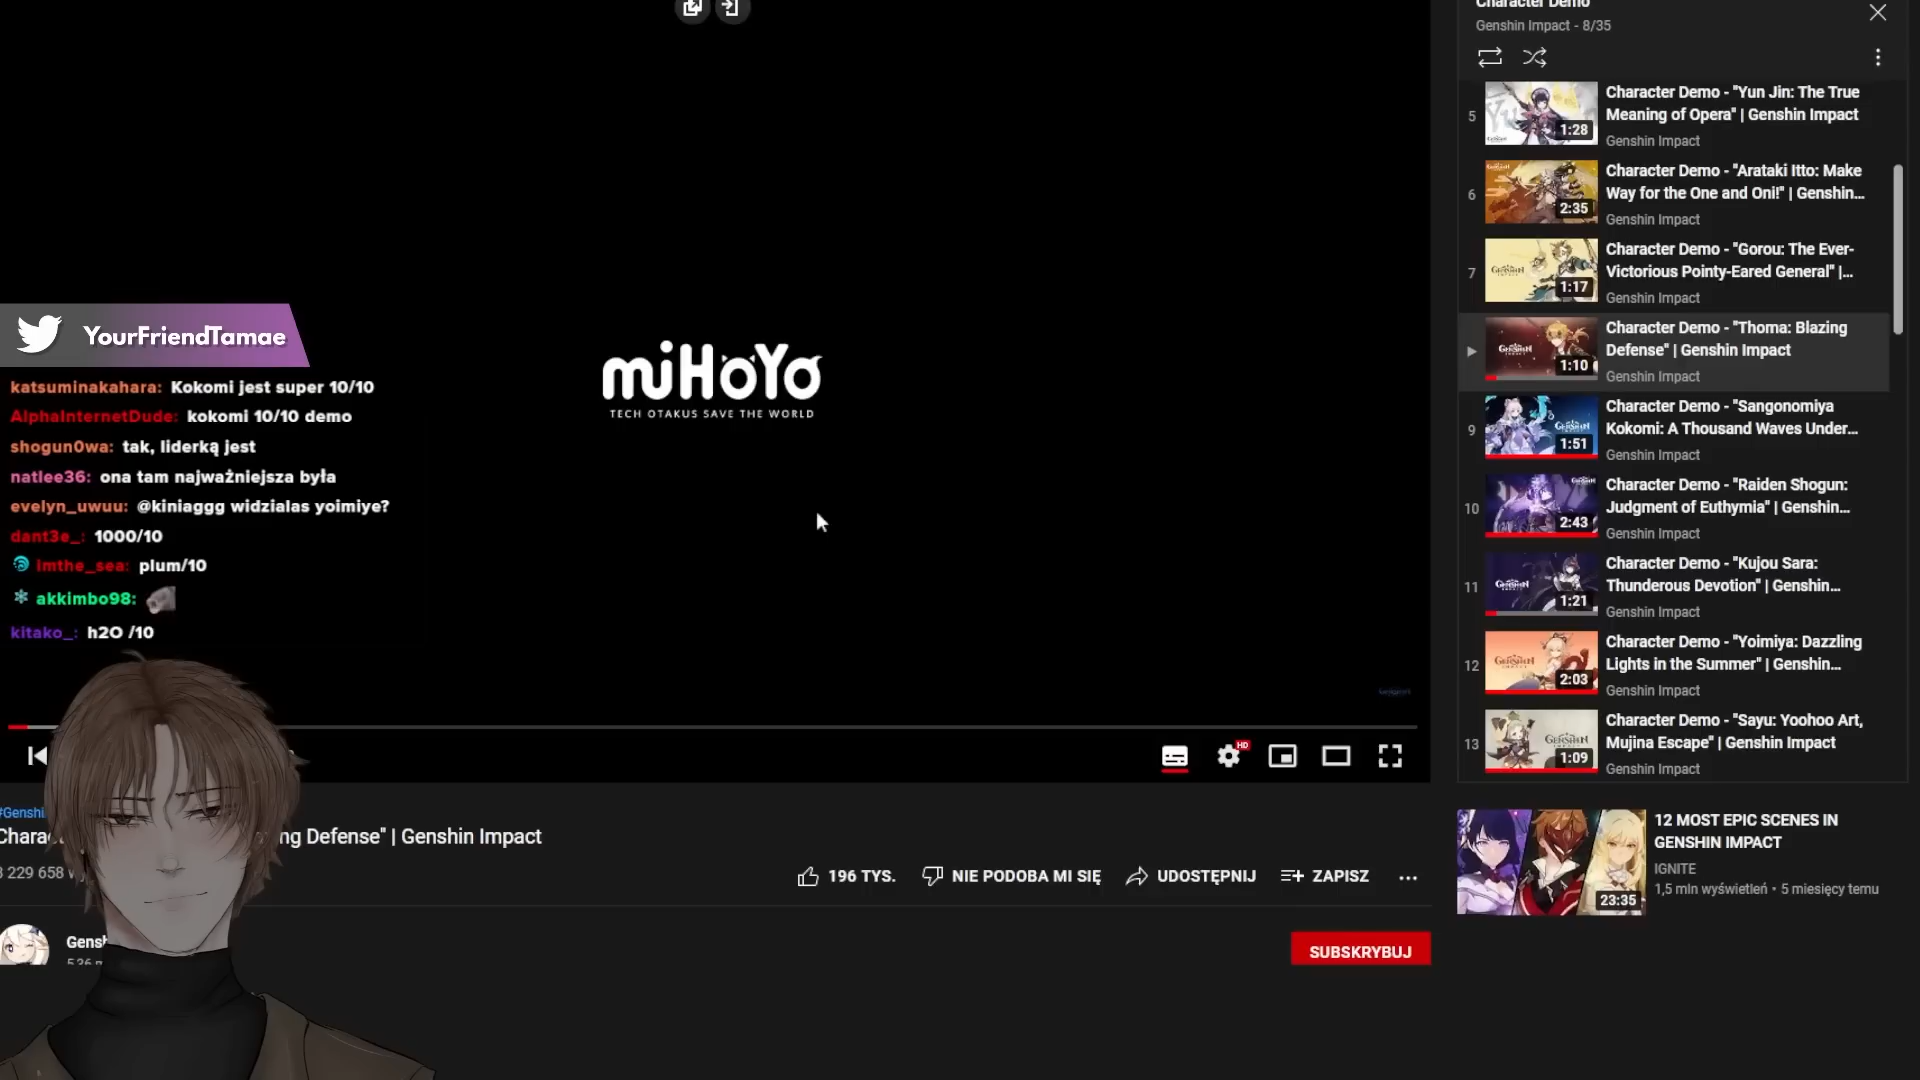 miHoYo
TECH OTAKUS SAVE THE WORLD
YourFriendTamae
katsuminakahara: Kokomi jest super 10/10
AlphaInternetDude: kokomi 10/10 demo
shogun0wa: tak, liderką jest
natlee36: ona tam najważniejsza była
evelyn_uwuu: @kiniaggg widzialas yoimiye?
dant3e_: 1000/10
imthe_sea: plum/10
akkimbo98:
kitako_: h2O /10
HD
#Genshi
Chara ng Defense" | Genshin Impact
3 229 658
196 TYS.
NIE PODOBA MI SIĘ
UDOSTĘPNIJ
ZAPISZ
Gensh
536
SUBSKRYBUJ
Character Demo
Genshin Impact - 8/35
5
1:28
Character Demo - "Yun Jin: The True
Meaning of Opera" | Genshin Impact
Genshin Impact
6
2:35
Character Demo - "Arataki Itto: Make
Way for the One and Oni!" | Genshin...
Genshin Impact
7
1:17
Character Demo - "Gorou: The Ever-
Victorious Pointy-Eared General" |...
Genshin Impact
1:10
Character Demo - "Thoma: Blazing
Defense" | Genshin Impact
Genshin Impact
9
1:51
Character Demo - "Sangonomiya
Kokomi: A Thousand Waves Under...
Genshin Impact
10
2:43
Character Demo - "Raiden Shogun:
Judgment of Euthymia" | Genshin...
Genshin Impact
11
1:21
Character Demo - "Kujou Sara:
Thunderous Devotion" | Genshin...
Genshin Impact
12
2:03
Character Demo - "Yoimiya: Dazzling
Lights in the Summer" | Genshin...
Genshin Impact
13
1:09
Character Demo - "Sayu: Yoohoo Art,
Mujina Escape" | Genshin Impact
Genshin Impact
23:35
12 MOST EPIC SCENES IN
GENSHIN IMPACT
IGNITE
1,5 mln wyświetleń • 5 miesięcy temu